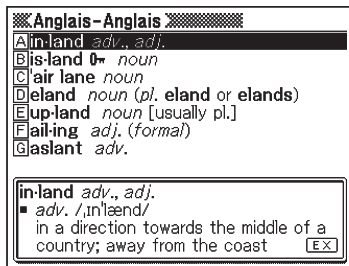 Anglais-Anglais
A in·land adv., adj.
B is·land noun
C ˈair lane noun
D eland noun (pl. eland or elands)
E up·land noun [usually pl.]
F ail·ing adj. (formal)
G aslant adv.
in·land adv., adj.
▪ adv. /ˌɪnˈlænd/
in a direction towards the middle of a
country; away from the coast EX